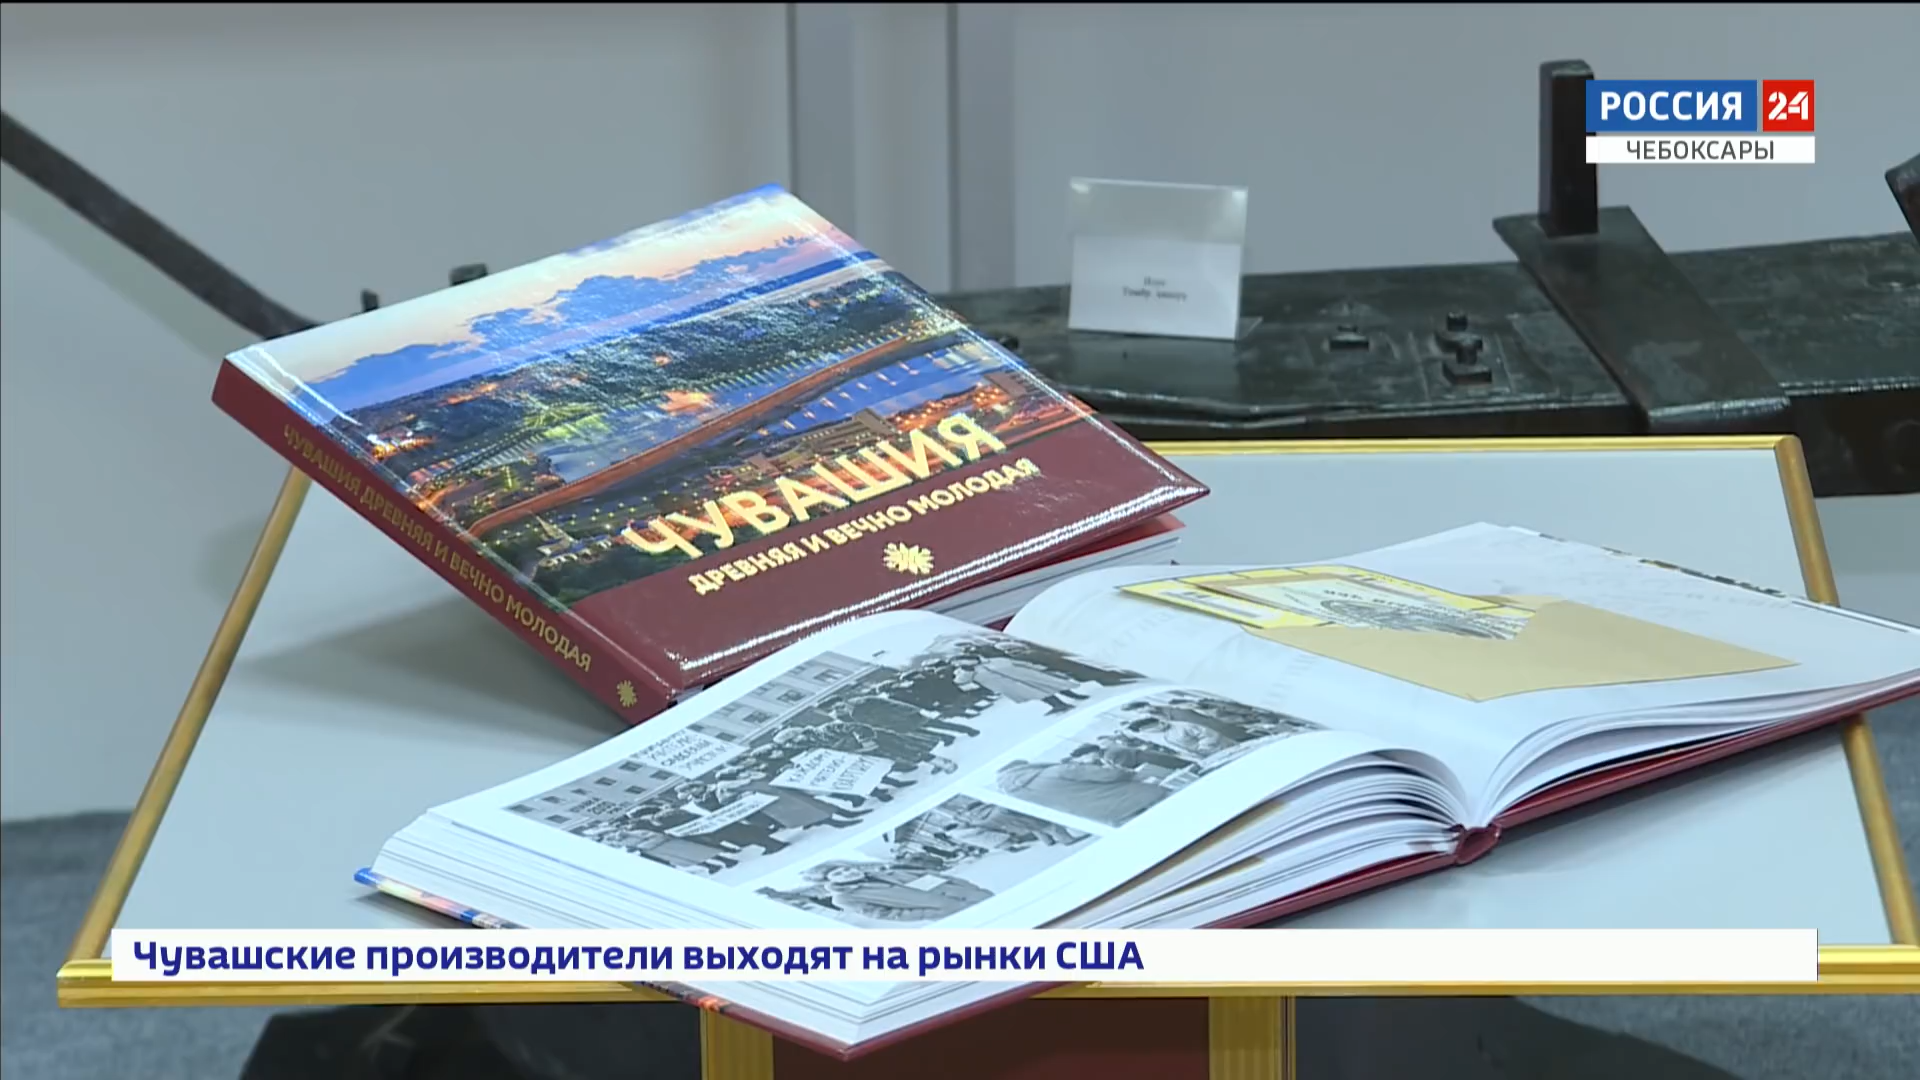 РОССИЯ 24
ЧЕБОКСАРЫ
ЧУВАШИЯ
ДРЕВНЯЯ И ВЕЧНО МОЛОДАЯ
ЧУВАШИЯ ДРЕВНЯЯ И ВЕЧНО МОЛОДАЯ
Чувашские производители выходят на рынки США